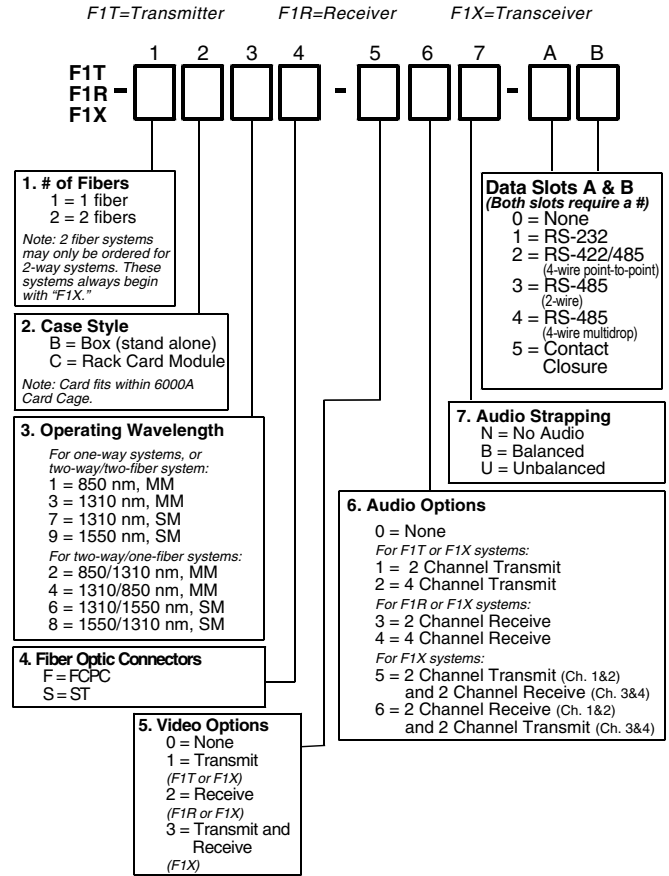 F1T=Transmitter F1R=Receiver F1X=Transceiver
1 2 3 4 5 6 7 A B
F1T
F1R - - -
F1X
1. # of Fibers
1 = 1 fiber
2 = 2 fibers
Note: 2 fiber systems
may only be ordered for
2-way systems. These
systems always begin
with “F1X.”
2. Case Style
B = Box (stand alone)
C = Rack Card Module
Note: Card fits within 6000A
Card Cage.
3. Operating Wavelength
For one-way systems, or
two-way/two-fiber system:
1 = 850 nm, MM
3 = 1310 nm, MM
7 = 1310 nm, SM
9 = 1550 nm, SM
For two-way/one-fiber systems:
2 = 850/1310 nm, MM
4 = 1310/850 nm, MM
6 = 1310/1550 nm, SM
8 = 1550/1310 nm, SM
4. Fiber Optic Connectors
F = FCPC
S = ST
5. Video Options
0 = None
1 = Transmit
(F1T or F1X)
2 = Receive
(F1R or F1X)
3 = Transmit and
Receive
(F1X)
Data Slots A & B
(Both slots require a #)
0 = None
1 = RS-232
2 = RS-422/485
(4-wire point-to-point)
3 = RS-485
(2-wire)
4 = RS-485
(4-wire multidrop)
5 = Contact
Closure
7. Audio Strapping
N = No Audio
B = Balanced
U = Unbalanced
6. Audio Options
0 = None
For F1T or F1X systems:
1 = 2 Channel Transmit
2 = 4 Channel Transmit
For F1R or F1X systems:
3 = 2 Channel Receive
4 = 4 Channel Receive
For F1X systems:
5 = 2 Channel Transmit (Ch. 1&2)
and 2 Channel Receive (Ch. 3&4)
6 = 2 Channel Receive (Ch. 1&2)
and 2 Channel Transmit (Ch. 3&4)